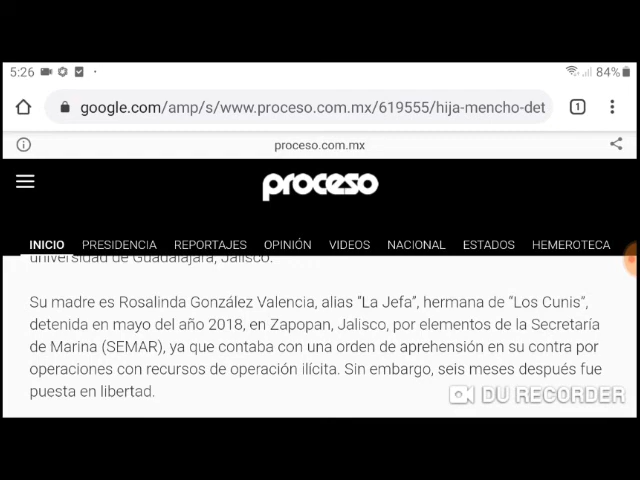 5:26
84%
google.com/amp/s/www.proceso.com.mx/619555/hija-mencho-det
1
proceso.com.mx
proceso
INICIO PRESIDENCIA REPORTAJES OPINIÓN VIDEOS NACIONAL ESTADOS HEMEROTECA
universidad de Guadalajara, Jalisco.
Su madre es Rosalinda González Valencia, alias “La Jefa”, hermana de “Los Cunis”,
detenida en mayo del año 2018, en Zapopan, Jalisco, por elementos de la Secretaría
de Marina (SEMAR), ya que contaba con una orden de aprehensión en su contra por
operaciones con recursos de operación ilícita. Sin embargo, seis meses después fue
puesta en libertad.
DU RECORDER